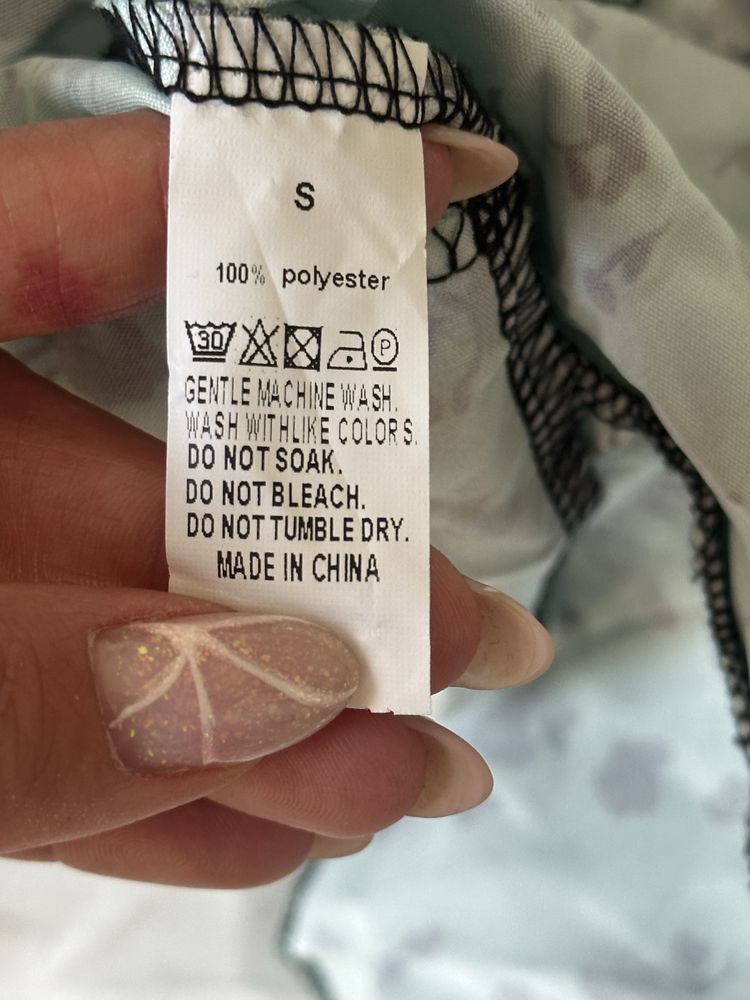 S
100% polyester
30 P
GENTLE MACHINE WASH.
WASH WITHLIKE COLORS.
DO NOT SOAK.
DO NOT BLEACH.
DO NOT TUMBLE DRY.
MADE IN CHINA